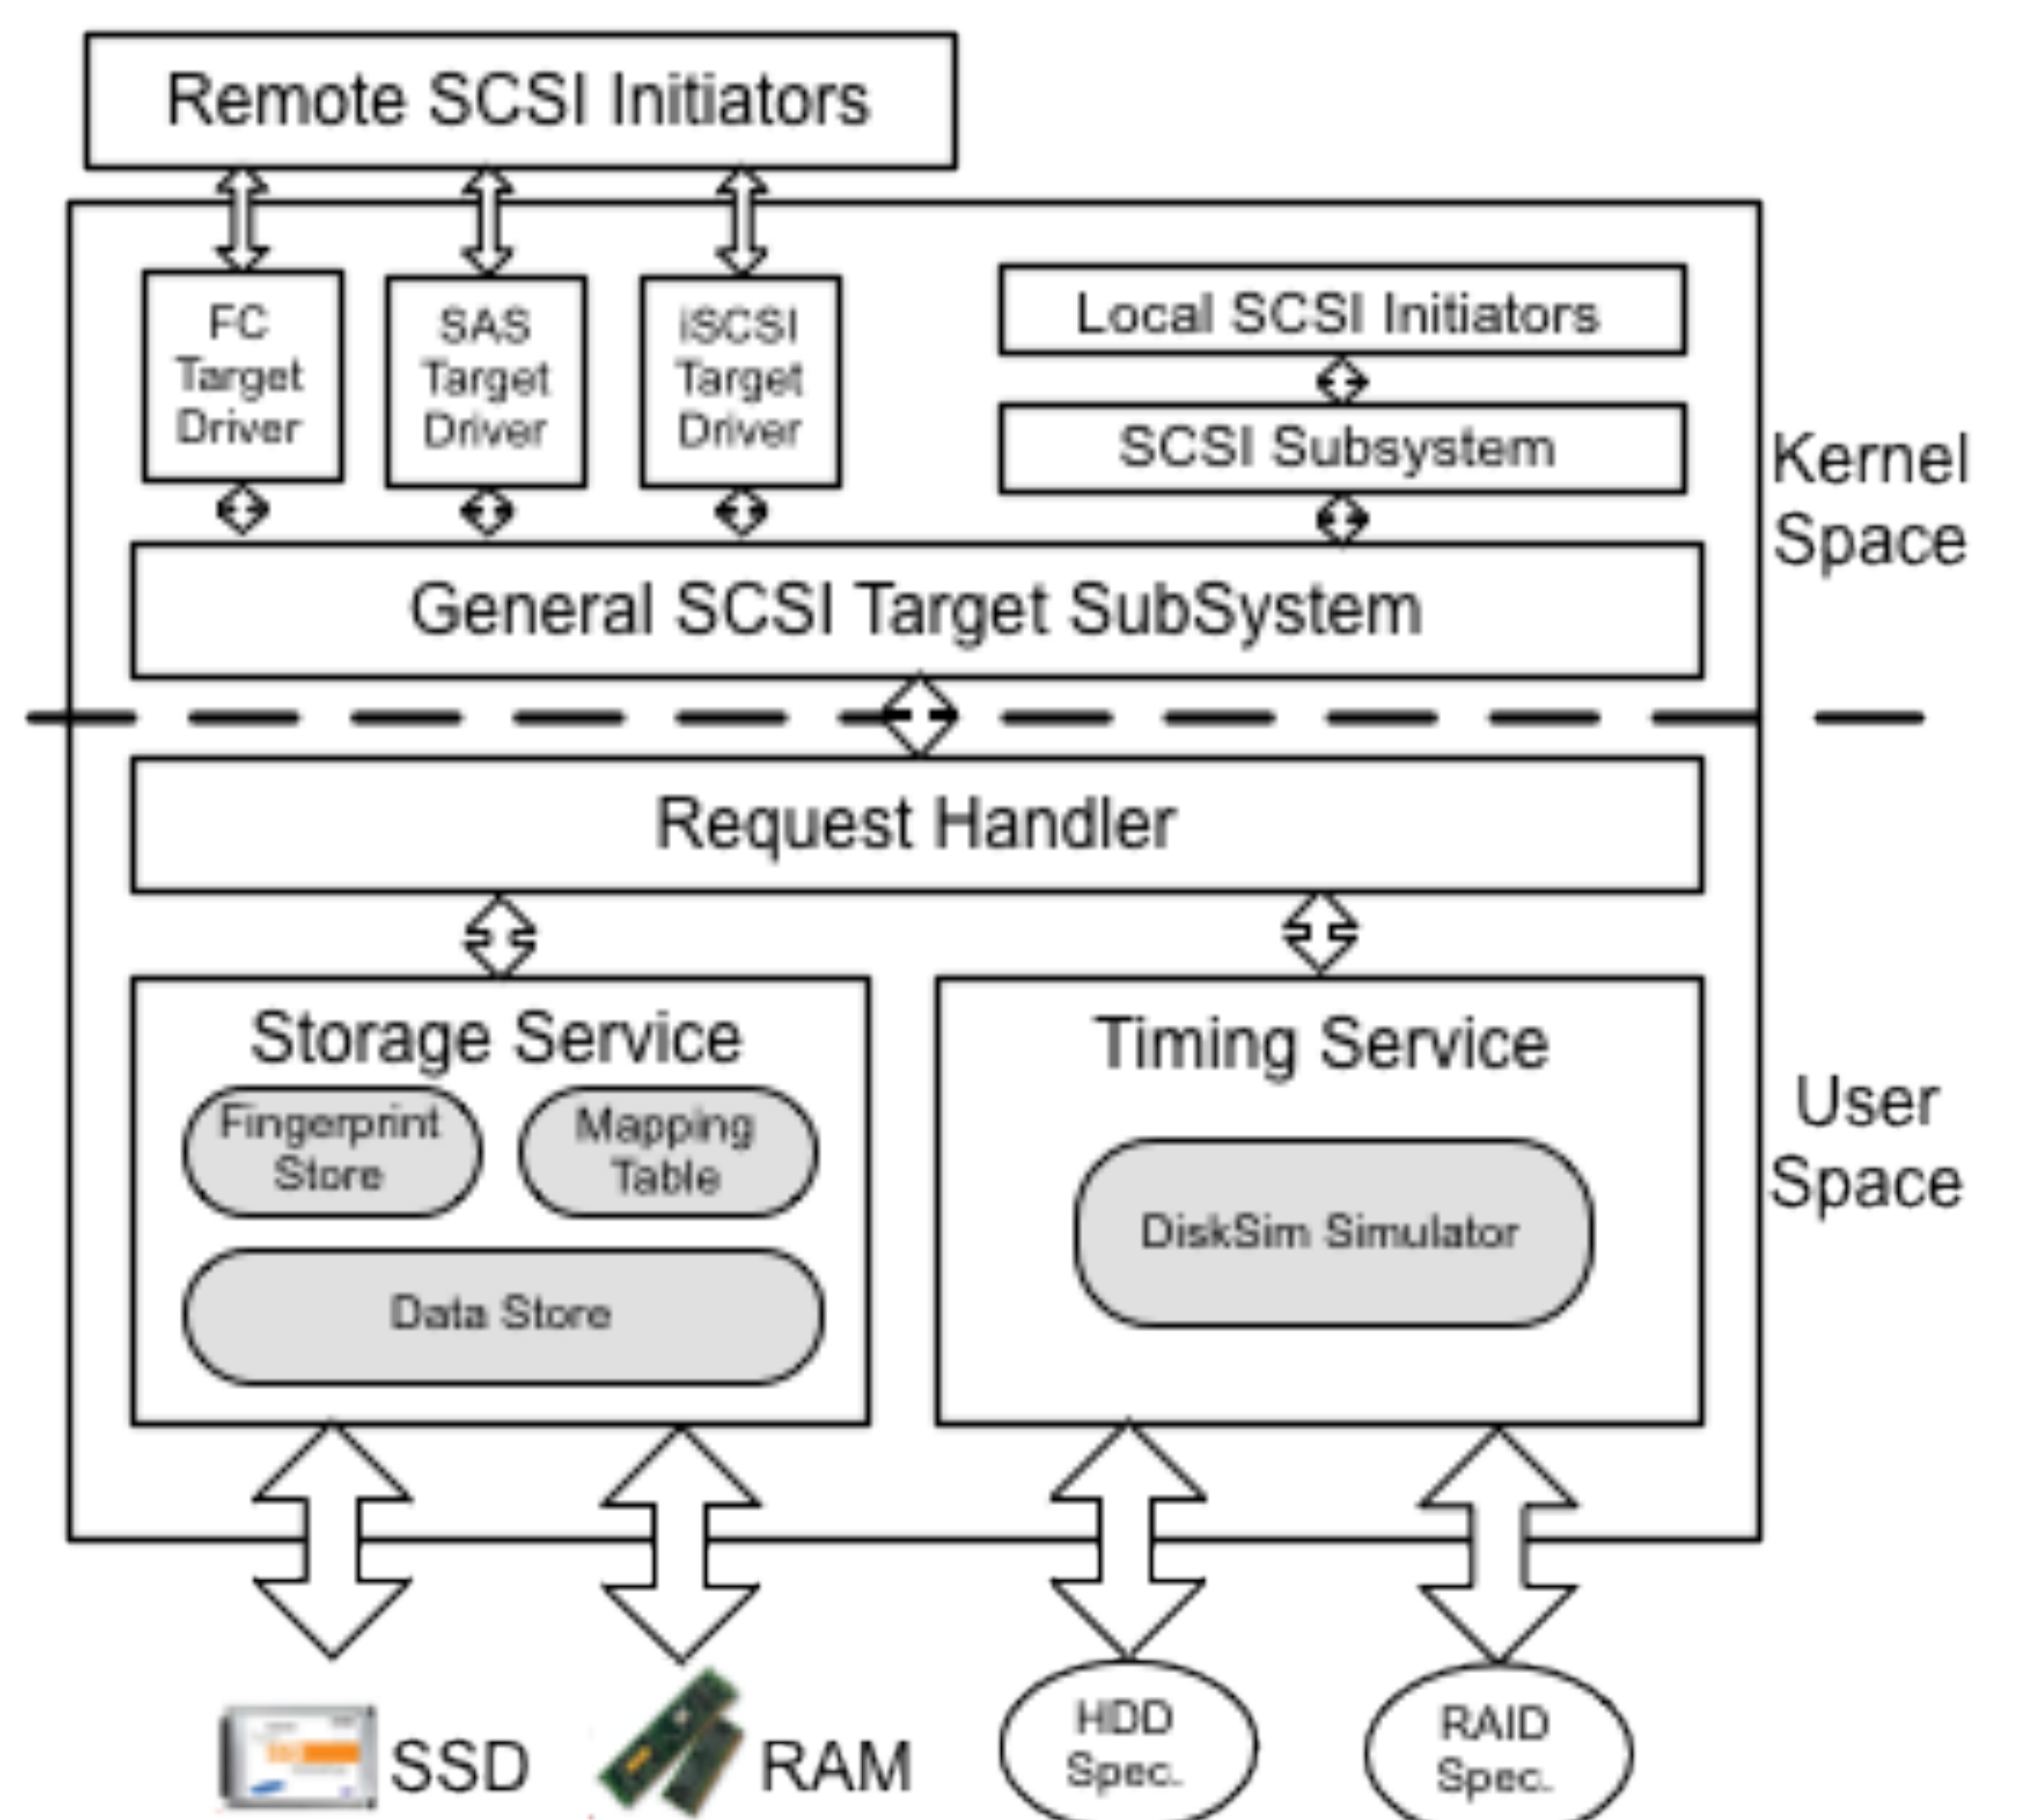 Remote SCSI Initiators
FC
Target
Driver
SAS
Target
Driver
iSCSI
Target
Driver
Local SCSI Initiators
SCSI Subsystem
Kernel
Space
General SCSI Target SubSystem
Request Handler
Storage Service
Fingerprint
Store
Mapping
Table
Data Store
Timing Service
DiskSim Simulator
User
Space
SSD
RAM
HDD
Spec.
RAID
Spec.